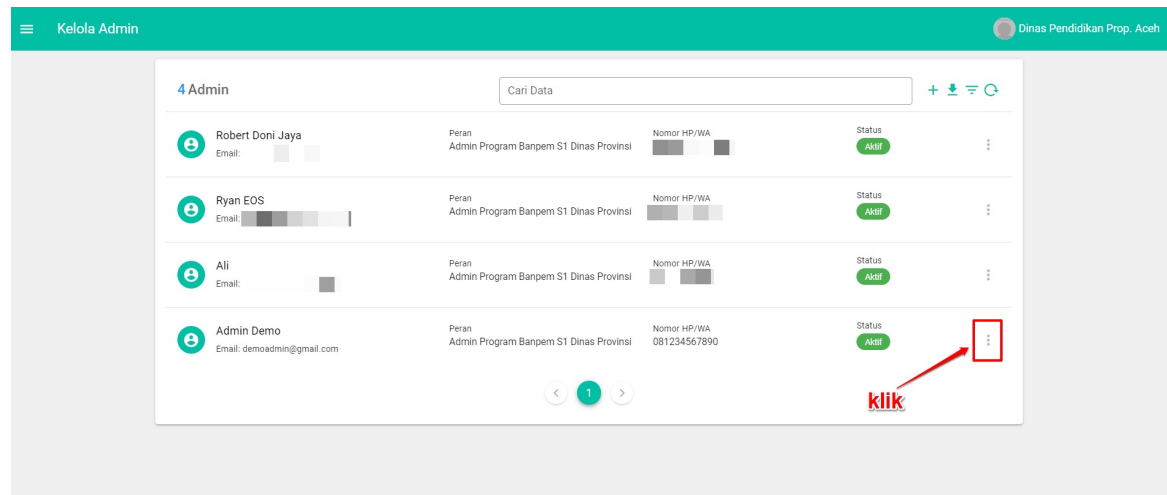 Kelola Admin
Dinas Pendidikan Prop. Aceh
4 Admin
Cari Data
Robert Doni Jaya
Email:
Peran
Admin Program Banpem S1 Dinas Provinsi
Nomor HP/WA
Status
Aktif
Ryan EOS
Email:
Peran
Admin Program Banpem S1 Dinas Provinsi
Nomor HP/WA
Status
Aktif
Ali
Email:
Peran
Admin Program Banpem S1 Dinas Provinsi
Nomor HP/WA
Status
Aktif
Admin Demo
Email: demoadmin@gmail.com
Peran
Admin Program Banpem S1 Dinas Provinsi
Nomor HP/WA
081234567890
Status
Aktif
1
klik